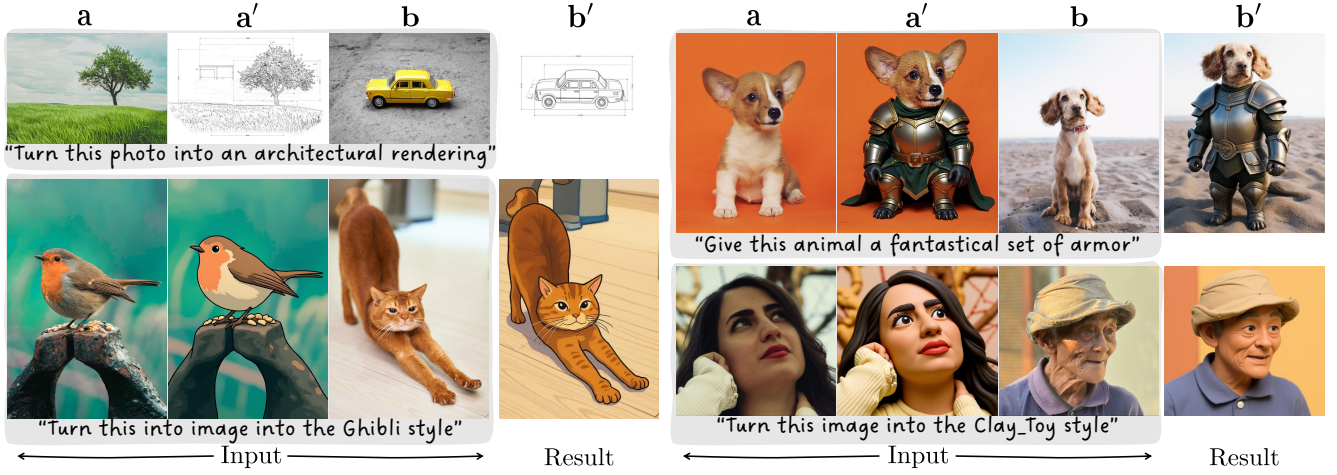 a a′ b b′ a a′ b b′
“Turn this photo into an architectural rendering”
“Give this animal a fantastical set of armor”
“Turn this into image into the Ghibli style”
“Turn this image into the Clay_Toy style”
Input Result Input Result